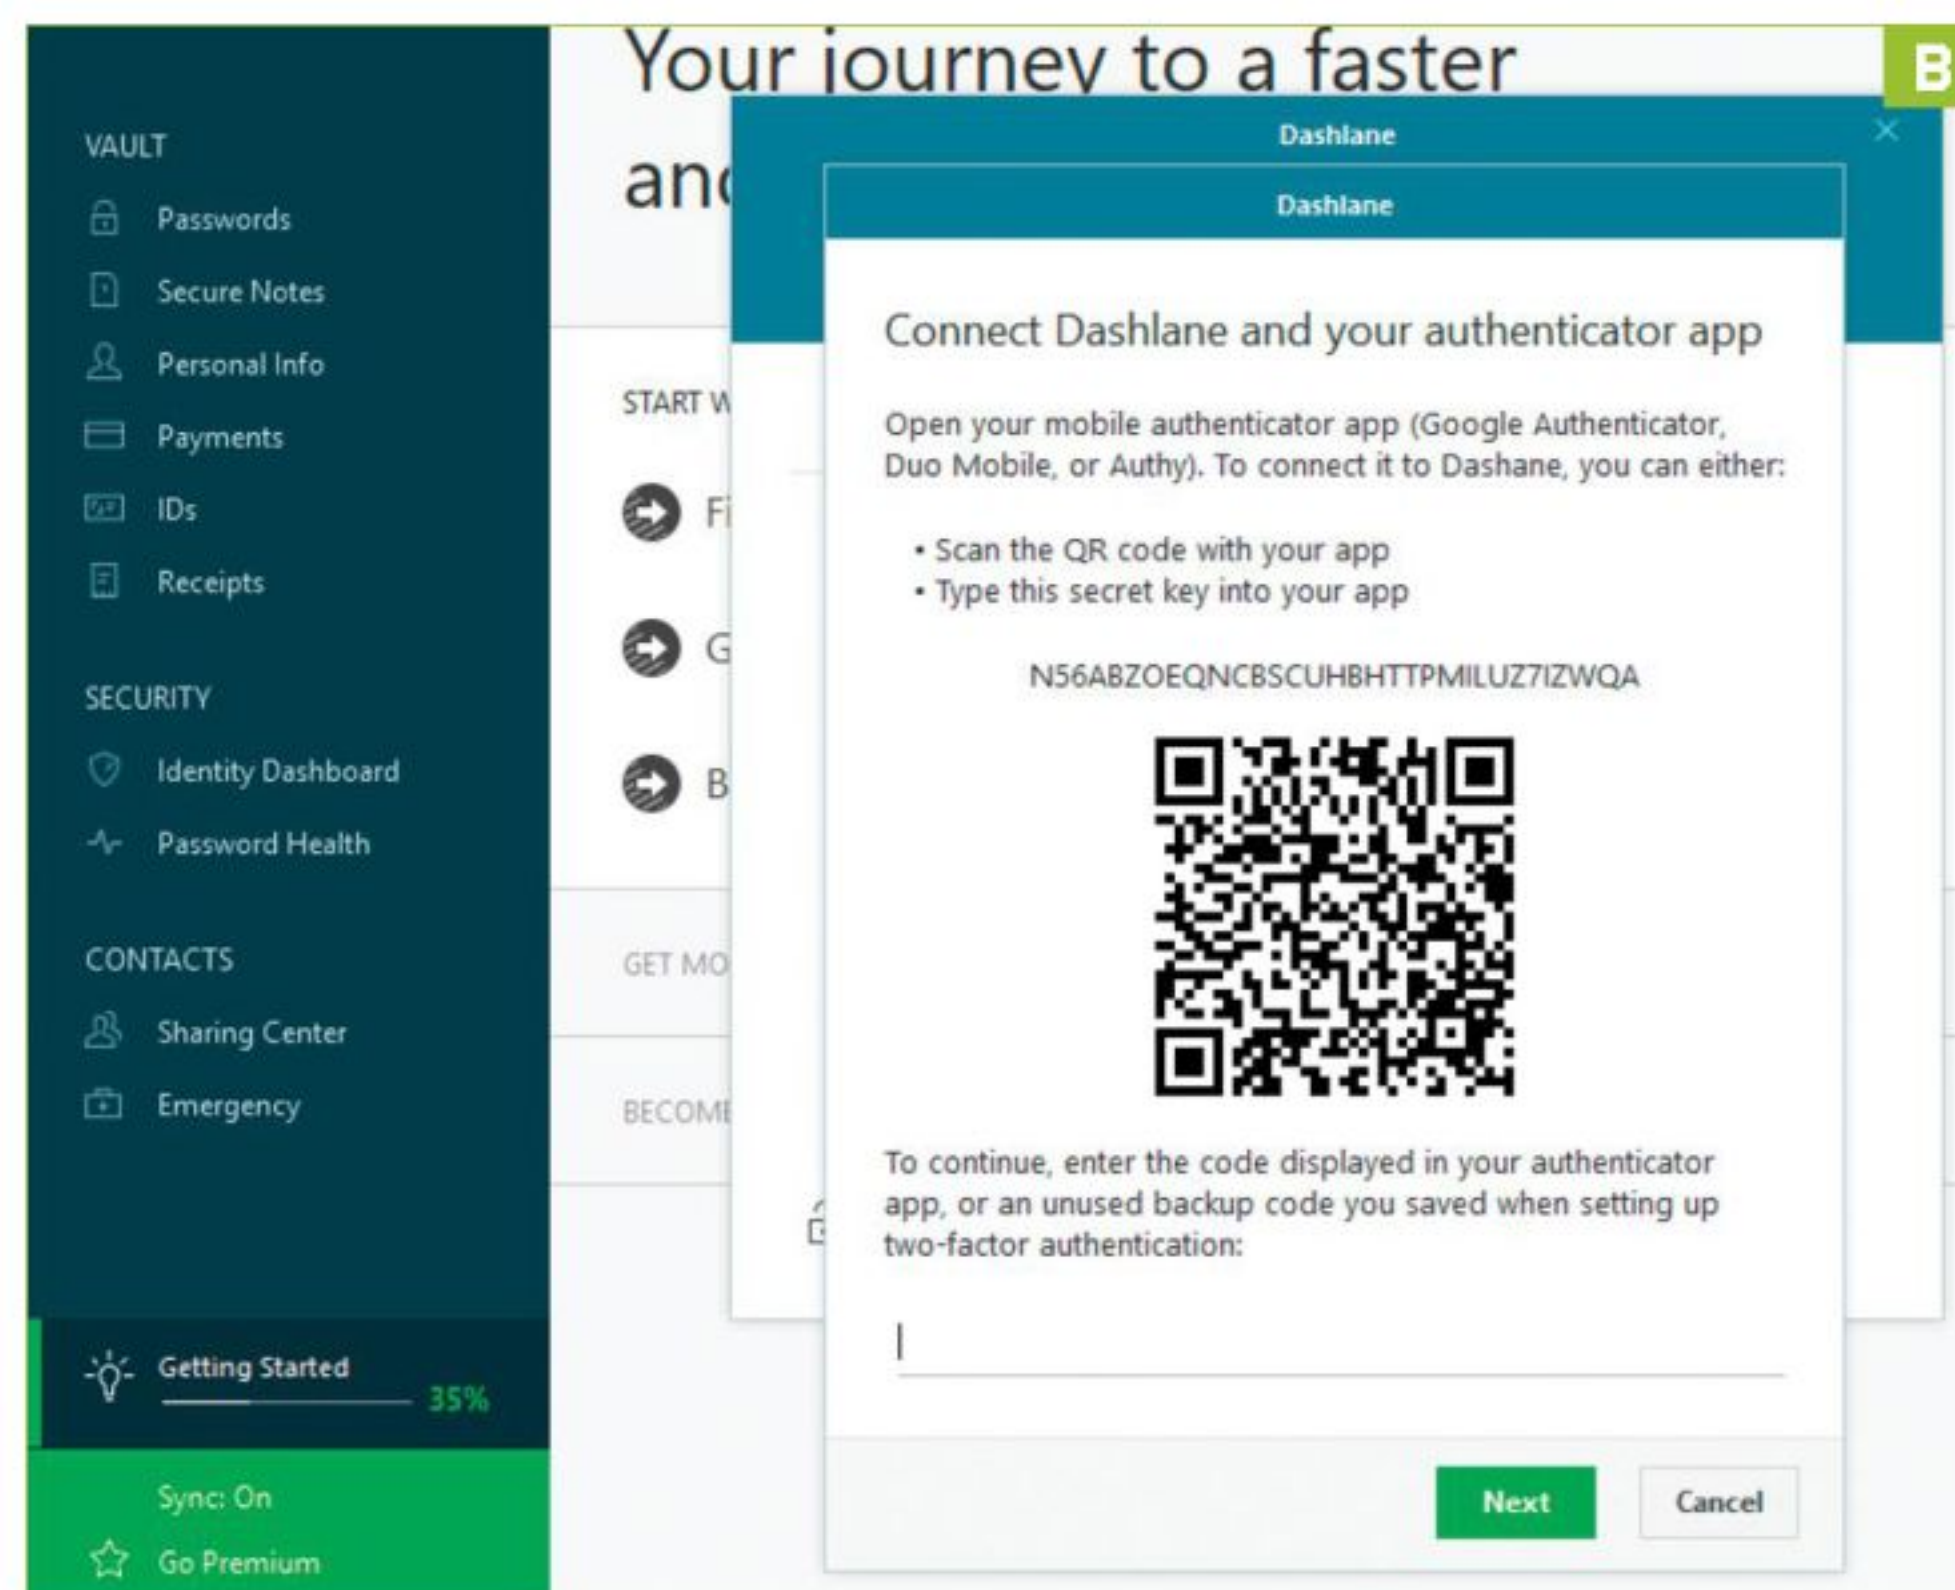 Your journey to a faster
and
B
VAULT
Passwords
Secure Notes
Personal Info
Payments
IDs
Receipts
SECURITY
Identity Dashboard
Password Health
CONTACTS
Sharing Center
Emergency
Getting Started
35%
Sync: On
Go Premium
START W
Fi
G
B
GET MO
BECOME
Dashlane
Dashlane
Connect Dashlane and your authenticator app
Open your mobile authenticator app (Google Authenticator,
Duo Mobile, or Authy). To connect it to Dashane, you can either:
• Scan the QR code with your app
• Type this secret key into your app
N56ABZOEQNCBSCUHBHTTPMILUZ7IZWQA
To continue, enter the code displayed in your authenticator
app, or an unused backup code you saved when setting up
two-factor authentication:
Next
Cancel